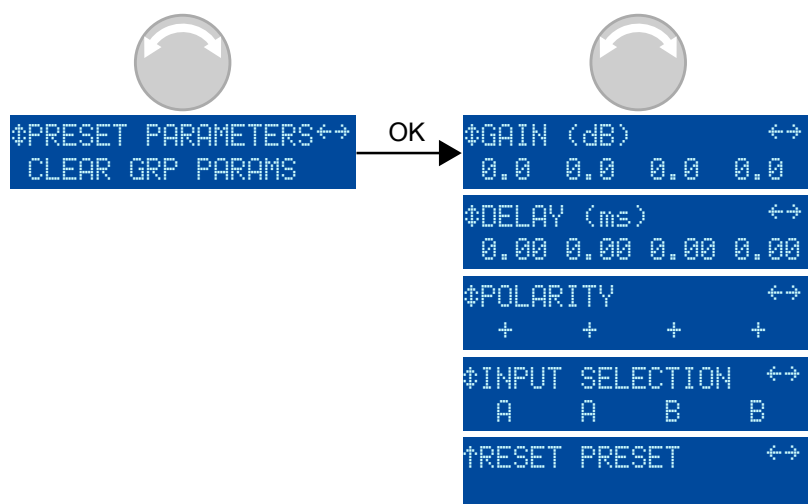 ↕PRESET PARAMETERS←→
CLEAR GRP PARAMS
OK
↕GAIN (dB) ←→
0.0 0.0 0.0 0.0
↕DELAY (ms) ←→
0.00 0.00 0.00 0.00
↕POLARITY ←→
+ + + +
↕INPUT SELECTION ←→
A A B B
↑RESET PRESET ←→